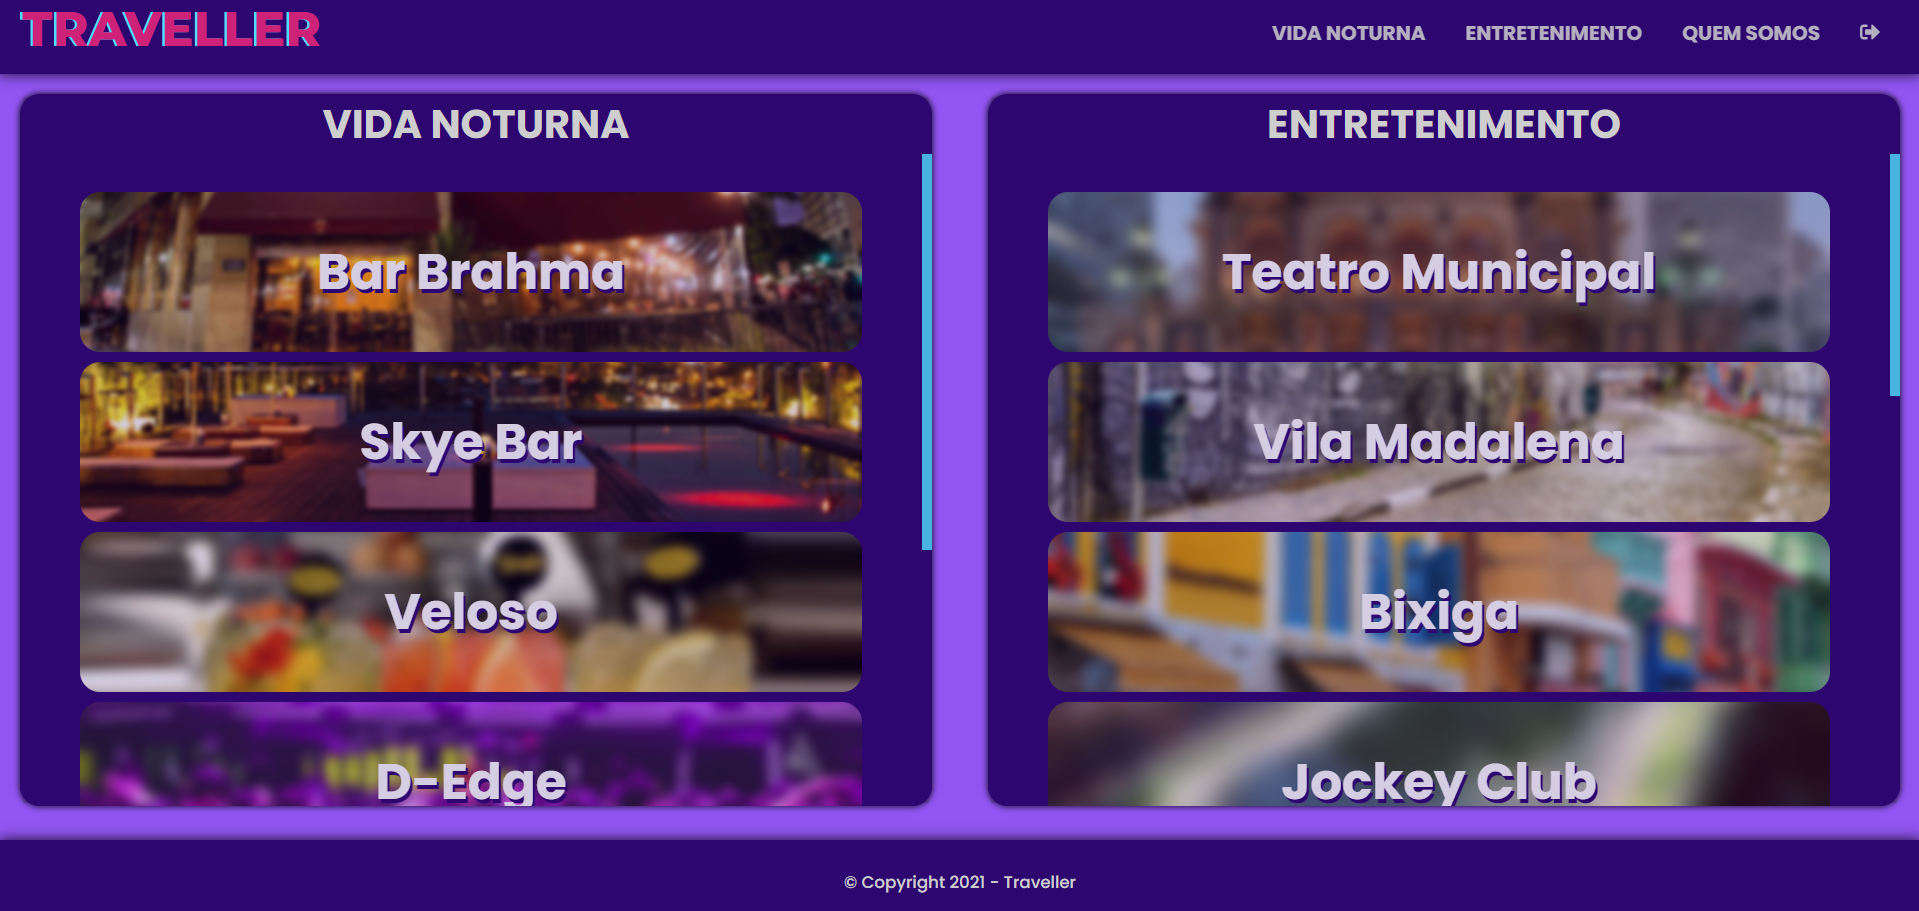 TRAVELLER
VIDA NOTURNA
ENTRETENIMENTO
QUEM SOMOS
VIDA NOTURNA
Bar Brahma
Skye Bar
Veloso
D-Edge
ENTRETENIMENTO
Teatro Municipal
Vila Madalena
Bixiga
Jockey Club
© Copyright 2021 - Traveller